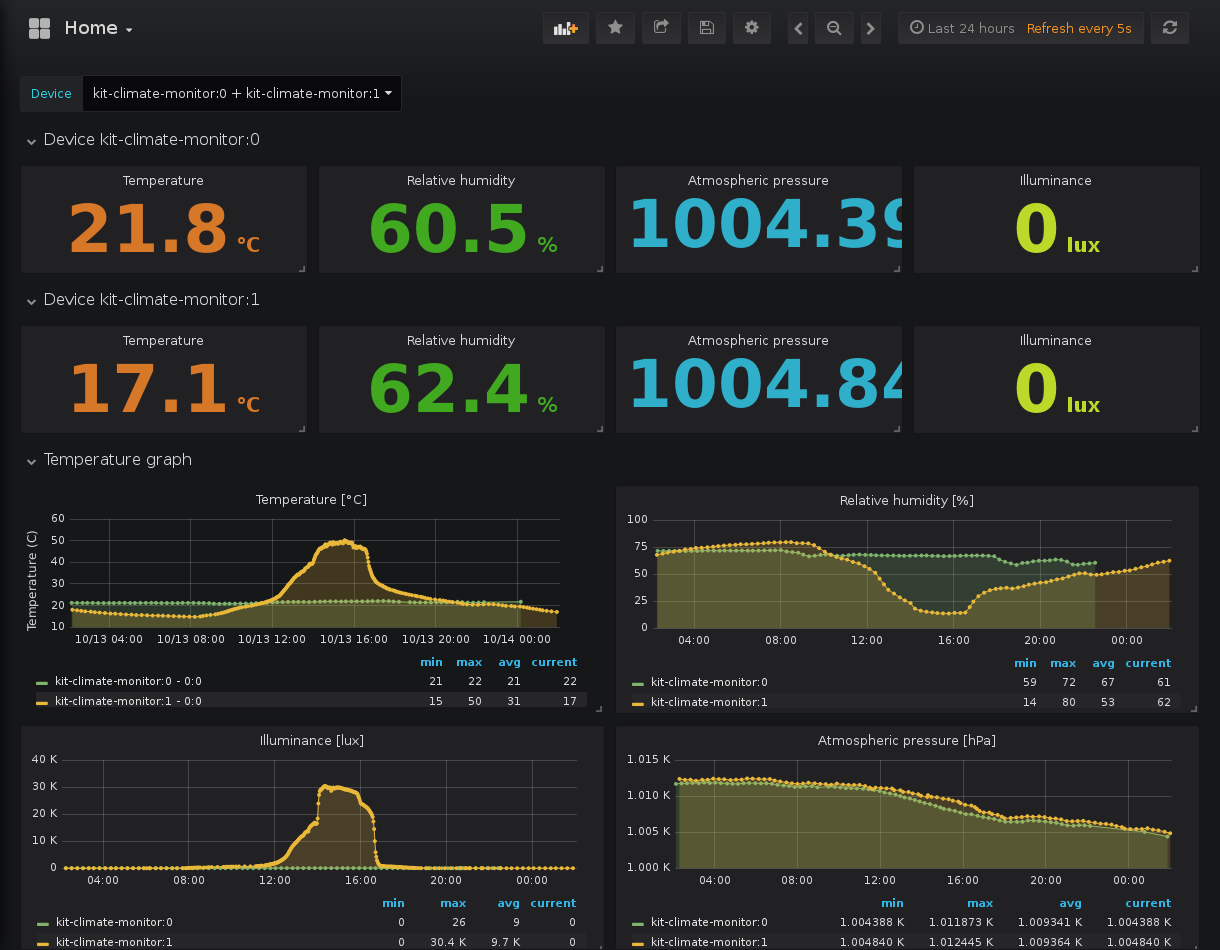 Home
Last 24 hours Refresh every 5s
Device kit-climate-monitor:0 + kit-climate-monitor:1
Device kit-climate-monitor:0
Temperature Relative humidity Atmospheric pressure Illuminance
21.8 °C 60.5 % 1004.39 0 lux
Device kit-climate-monitor:1
Temperature Relative humidity Atmospheric pressure Illuminance
17.1 °C 62.4 % 1004.84 0 lux
Temperature graph
Temperature [°C]
Temperature (C)
60
50
40
30
20
10
10/13 04:00 10/13 08:00 10/13 12:00 10/13 16:00 10/13 20:00 10/14 00:00
min max avg current
kit-climate-monitor:0 - 0:0 21 22 21 22
kit-climate-monitor:1 - 0:0 15 50 31 17
Relative humidity [%]
100
75
50
25
0
04:00 08:00 12:00 16:00 20:00 00:00
min max avg current
kit-climate-monitor:0 59 72 67 61
kit-climate-monitor:1 14 80 53 62
Illuminance [lux]
40 K
30 K
20 K
10 K
0
04:00 08:00 12:00 16:00 20:00 00:00
min max avg current
kit-climate-monitor:0 0 26 9 0
kit-climate-monitor:1 0 30.4 K 9.7 K 0
Atmospheric pressure [hPa]
1.015 K
1.010 K
1.005 K
1.000 K
04:00 08:00 12:00 16:00 20:00 00:00
min max avg current
kit-climate-monitor:0 1.004388 K 1.011873 K 1.009341 K 1.004388 K
kit-climate-monitor:1 1.004840 K 1.012445 K 1.009364 K 1.004840 K